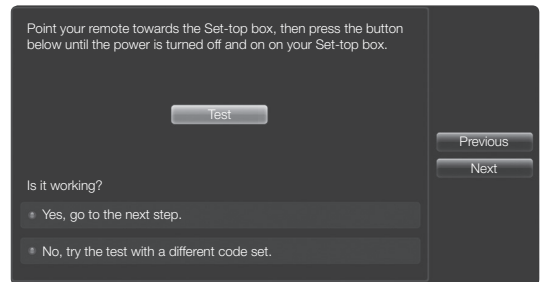 Point your remote towards the Set-top box, then press the button
below until the power is turned off and on on your Set-top box.
Test
Previous
Next
Is it working?
Yes, go to the next step.
No, try the test with a different code set.